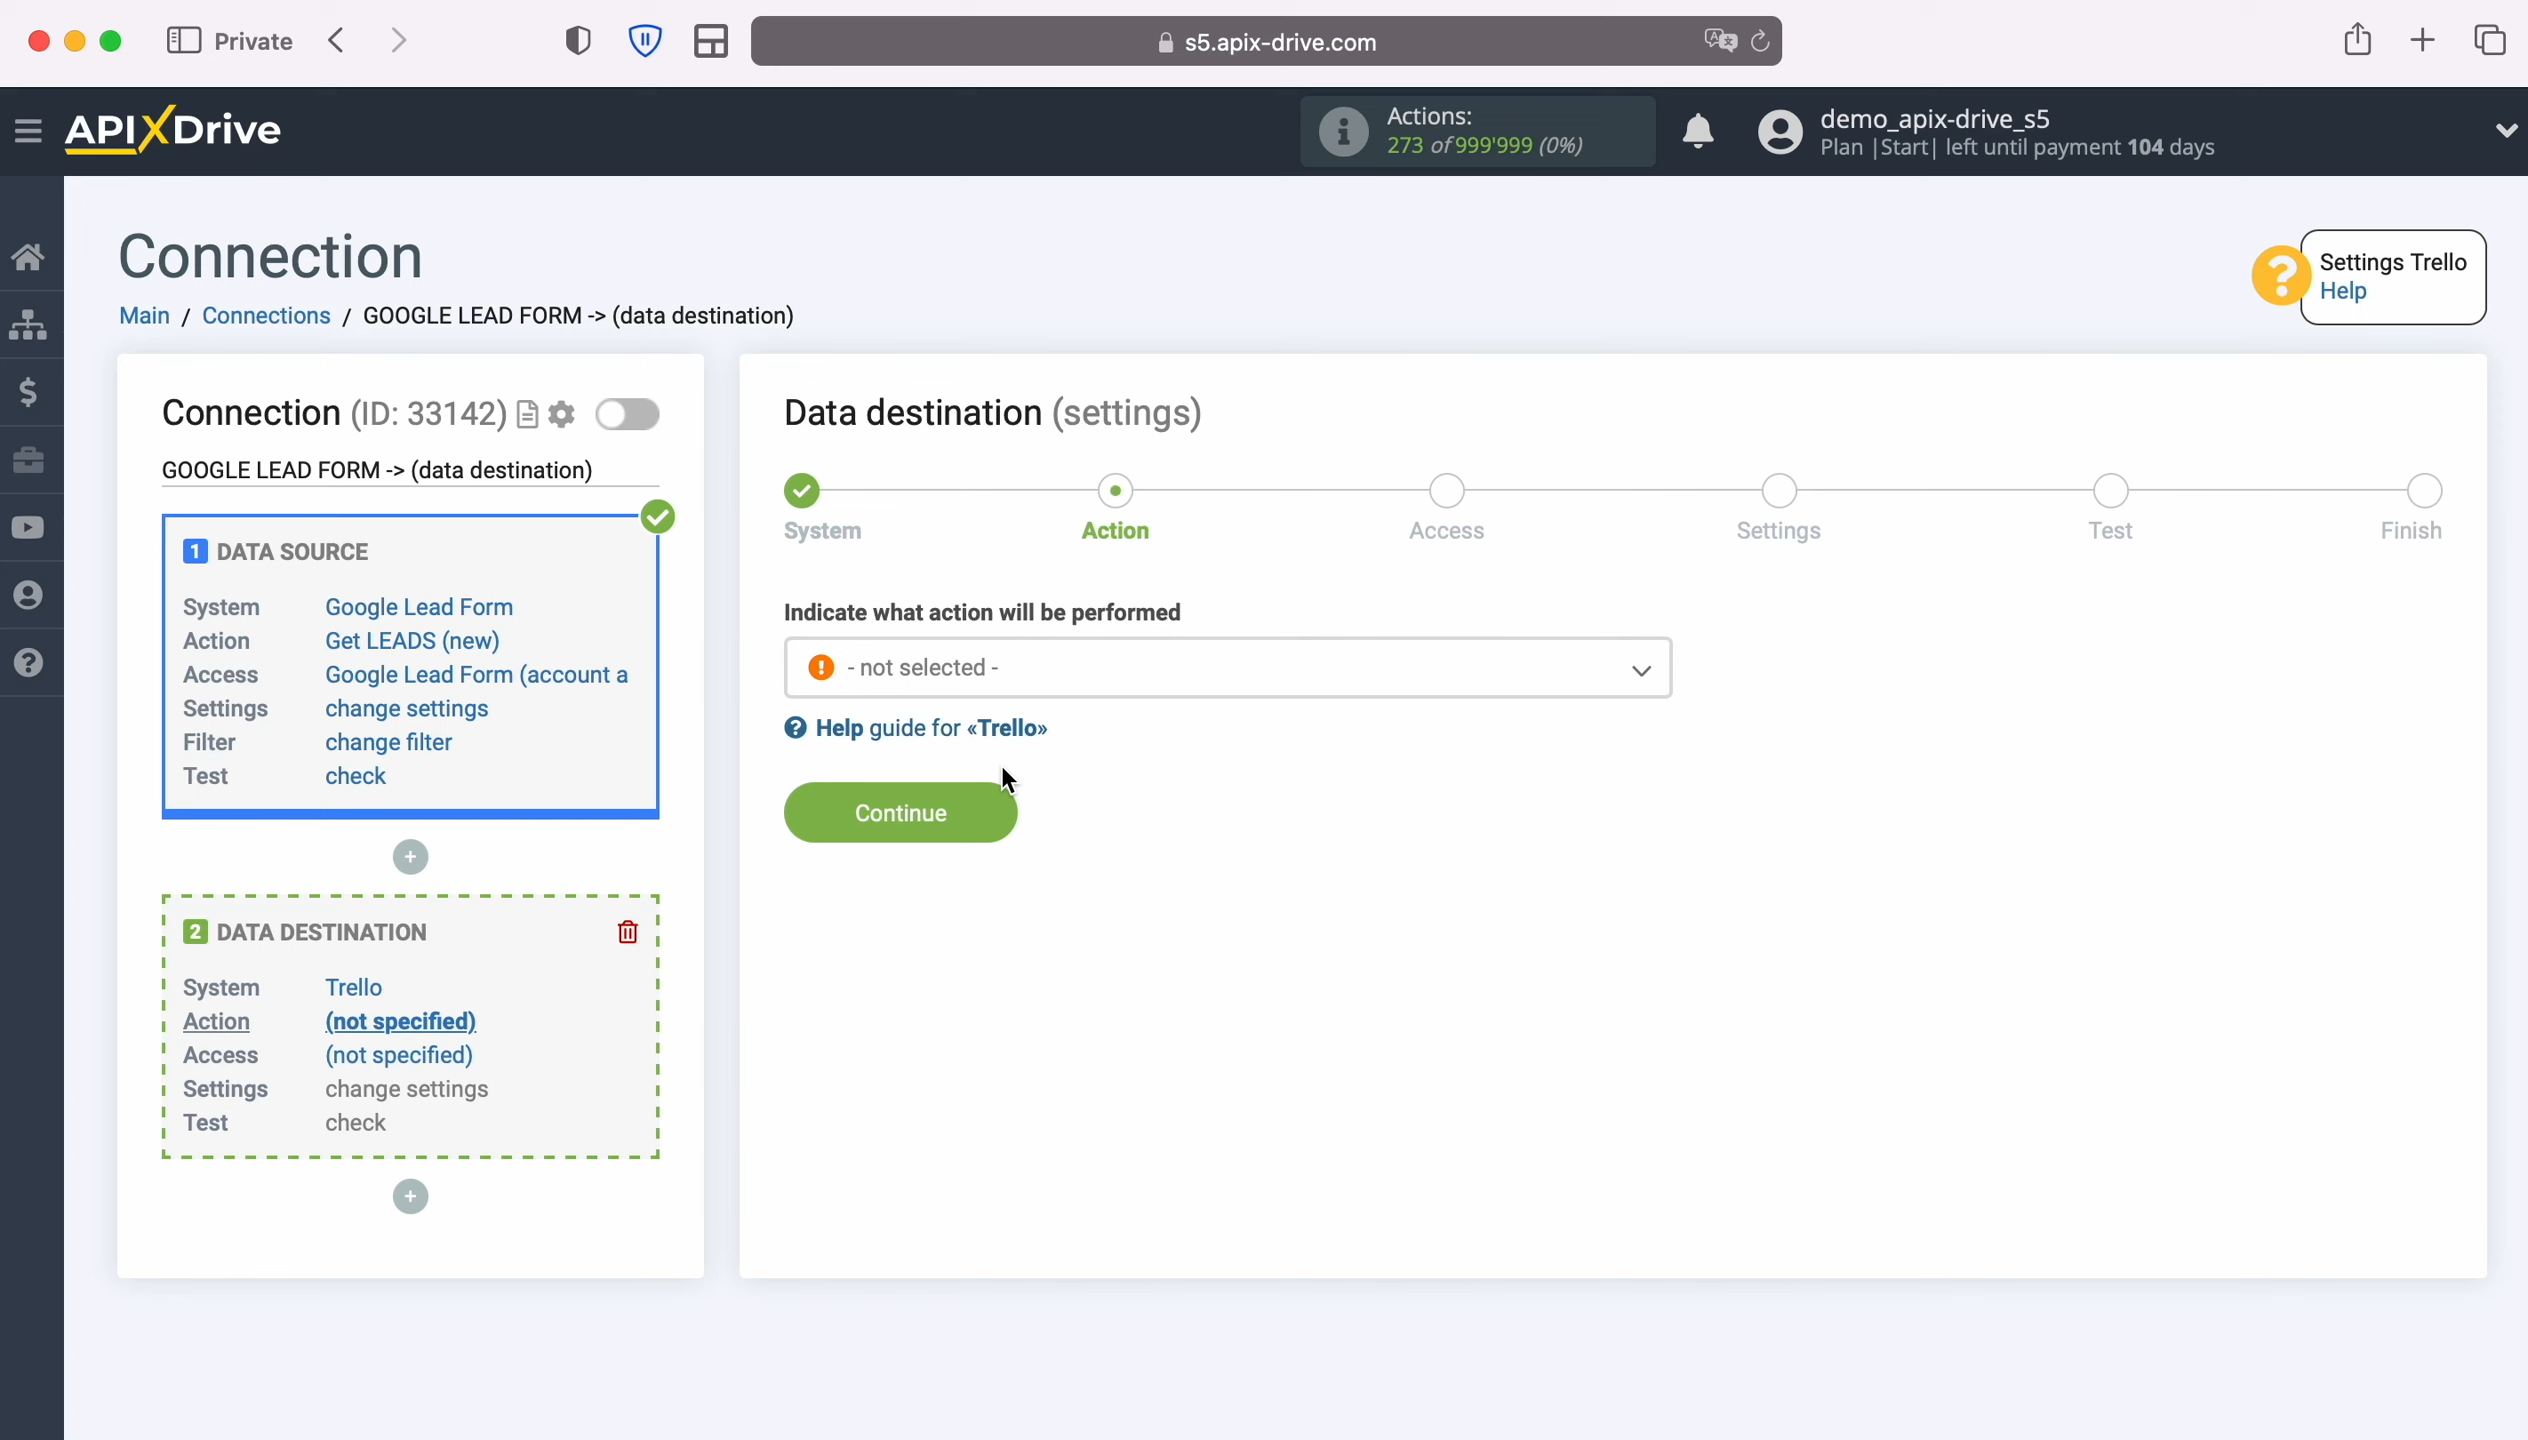 Private
s5.apix-drive.com
APIXDrive
Actions:
273 of 999'999 (0%)
demo_apix-drive_s5
Plan |Start| left until payment 104 days
Connection
Main / Connections / GOOGLE LEAD FORM -> (data destination)
Settings Trello
Help
Connection (ID: 33142)
GOOGLE LEAD FORM -> (data destination)
1 DATA SOURCE
System Google Lead Form
Action Get LEADS (new)
Access Google Lead Form (account a
Settings change settings
Filter change filter
Test check
+
2 DATA DESTINATION
System Trello
Action (not specified)
Access (not specified)
Settings change settings
Test check
+
Data destination (settings)
System
Action
Access
Settings
Test
Finish
Indicate what action will be performed
- not selected -
Help guide for «Trello»
Continue